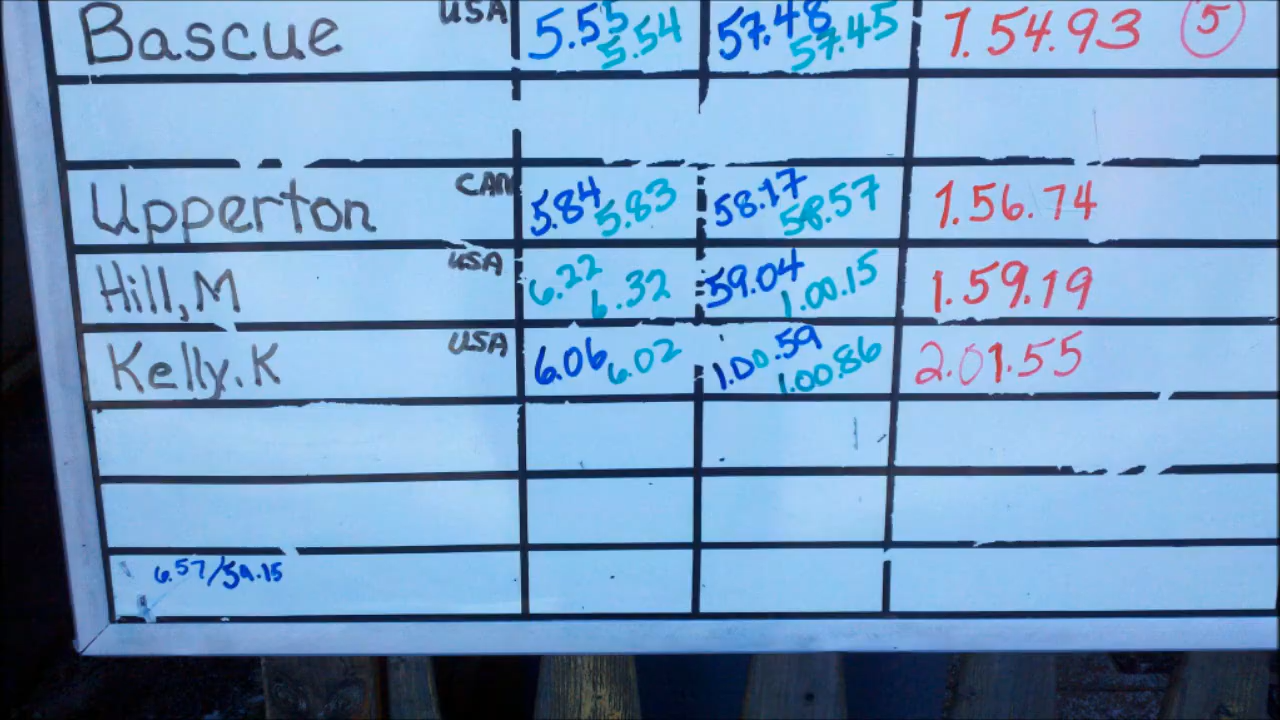 Bascue USA 5.55 5.54 57.48 57.45 1.54.93 5
Upperton CAN 5.84 5.83 58.17 58.57 1.56.74
Hill, M USA 6.22 6.32 59.04 1.00.15 1.59.19
Kelly.K USA 6.06 6.02 1.00.59 1.00.86 2.01.55
6.57/59.15